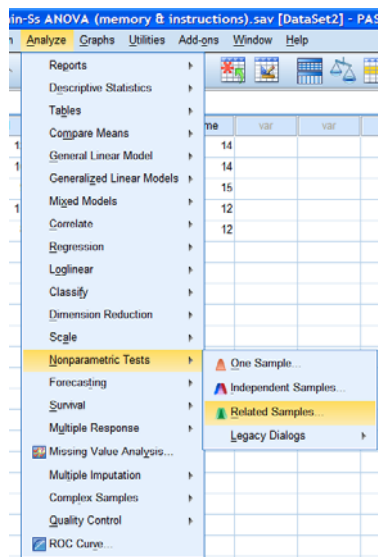 in-Ss ANOVA (memory & instructions).sav [DataSet2] - PAS
Analyze Graphs Utilities Add-ons Window Help
Reports
Descriptive Statistics
Tables
me var var
Compare Means
14
General Linear Model
14
Generalized Linear Models
15
Mixed Models
12
Correlate
12
Regression
Loglinear
Classify
Dimension Reduction
Scale
Nonparametric Tests
One Sample...
Forecasting
Independent Samples...
Survival
Related Samples...
Multiple Response
Legacy Dialogs
Missing Value Analysis...
Multiple Imputation
Complex Samples
Quality Control
ROC Curve...